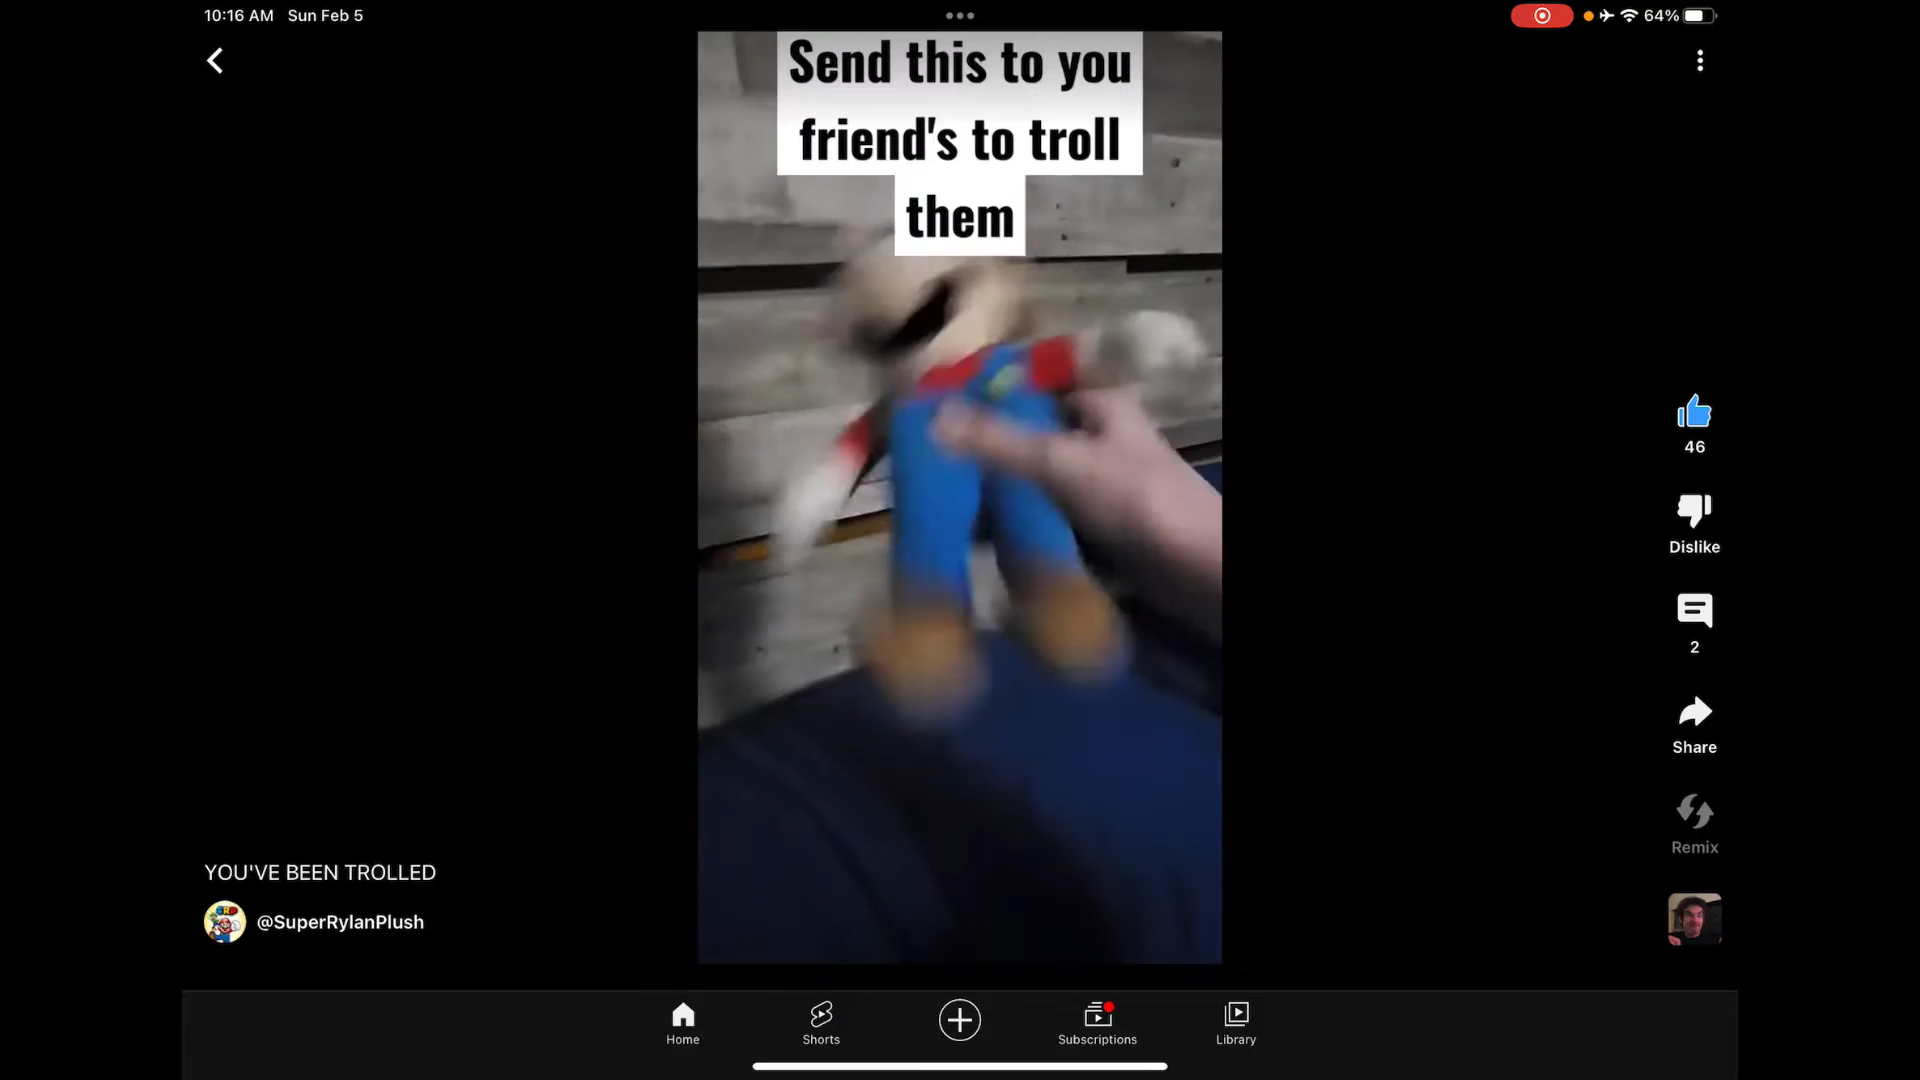 10:16 AM Sun Feb 5
64%
Send this to you
friend's to troll
them
46
Dislike
2
Share
Remix
YOU'VE BEEN TROLLED
@SuperRylanPlush
Home
Shorts
Subscriptions
Library